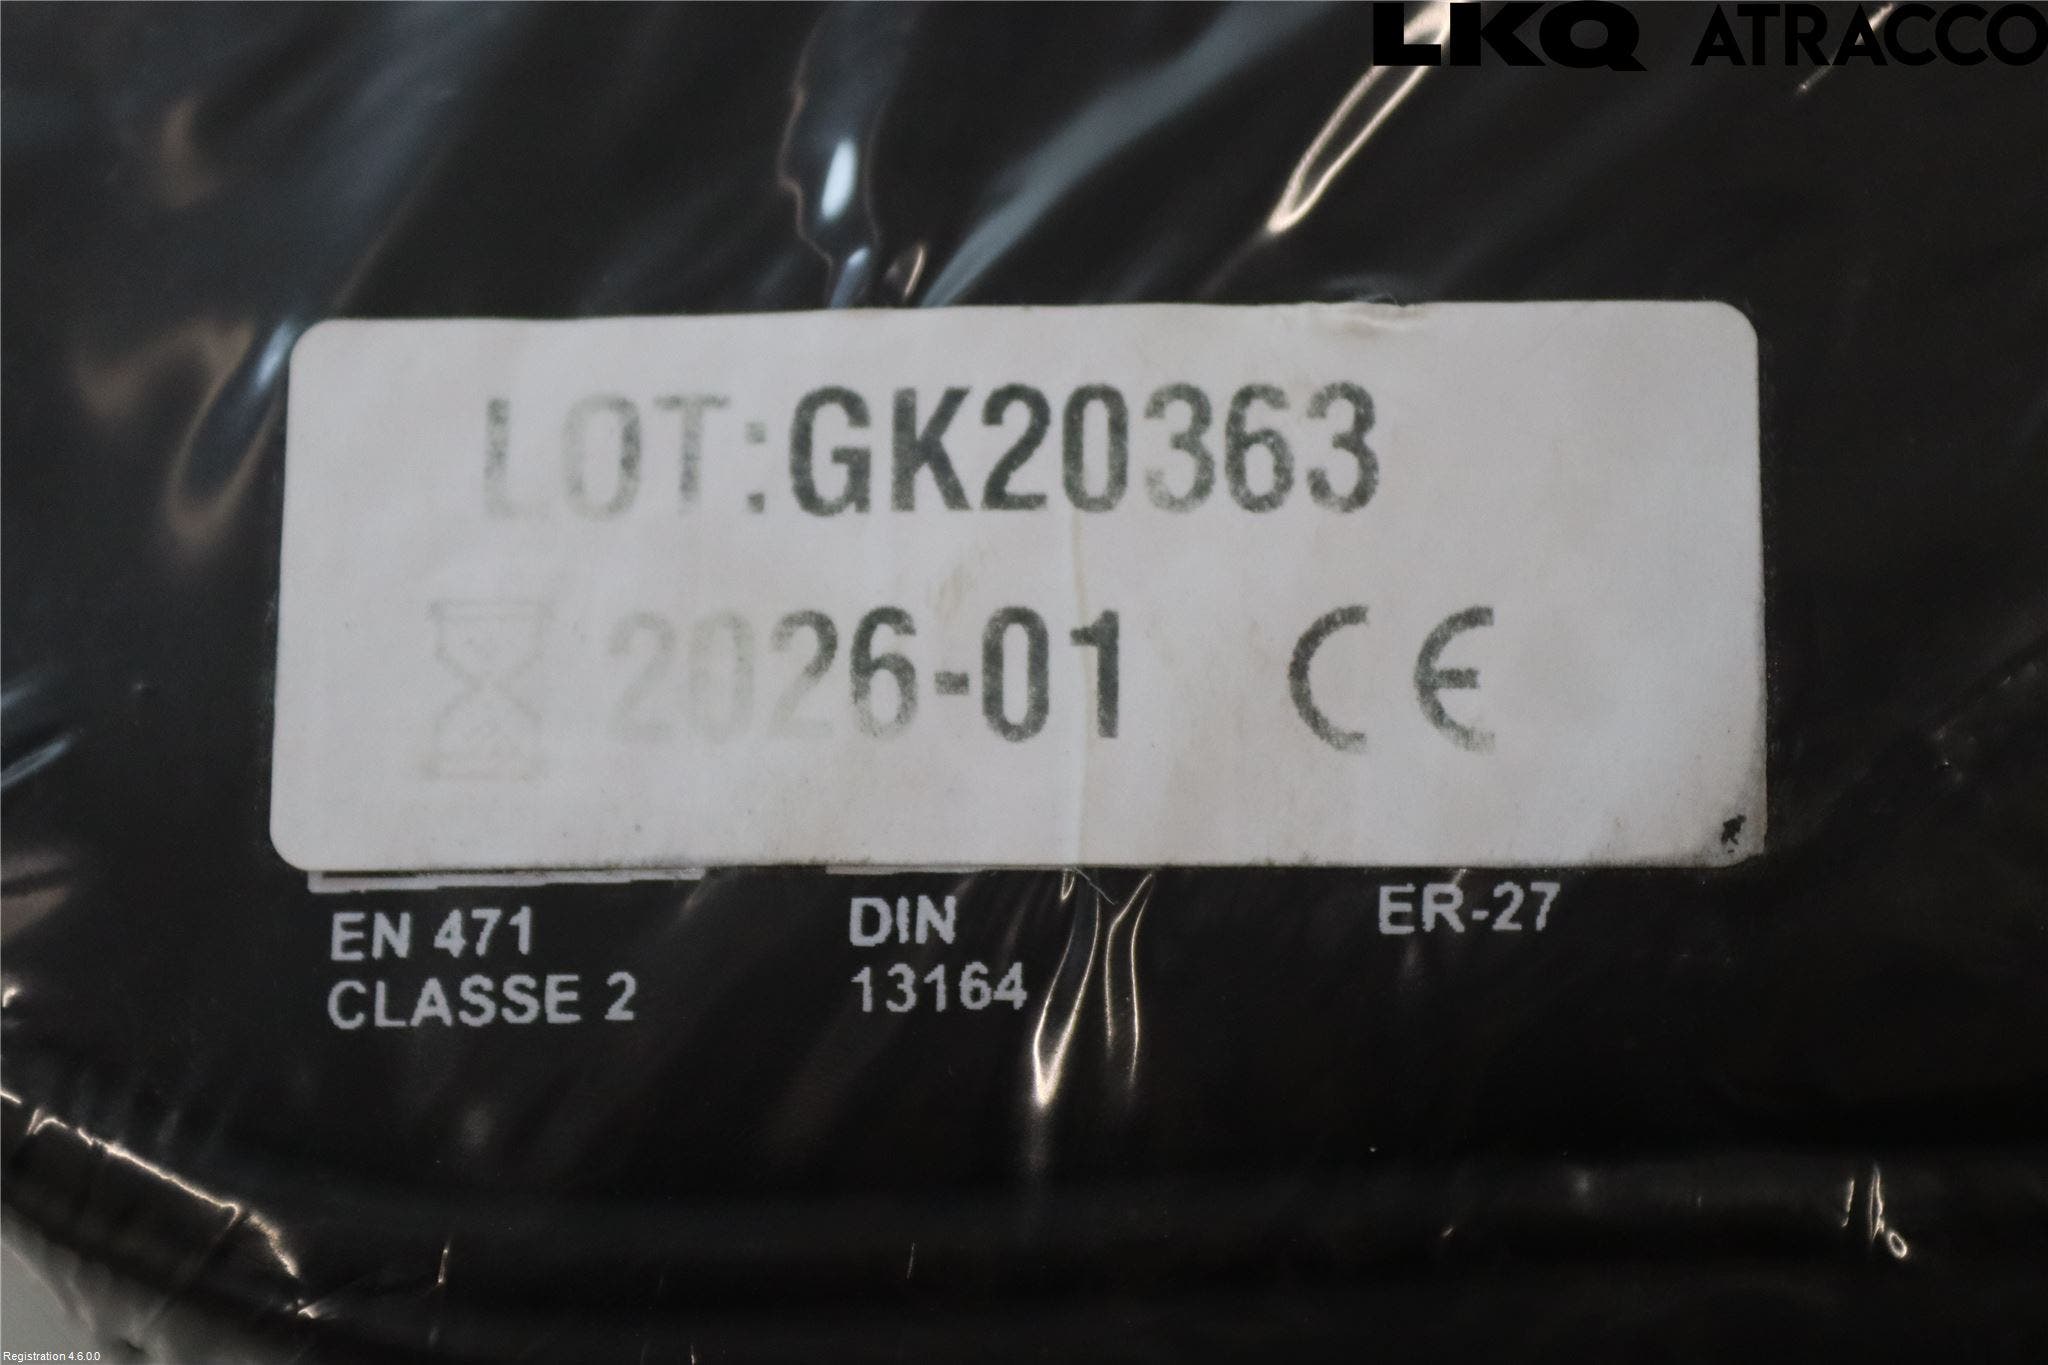 LKQ ATRACCO
LOT:GK20363
2026-01 CE
EN 471
CLASSE 2
DIN
13164
ER-27
Registration 4.6.0.0